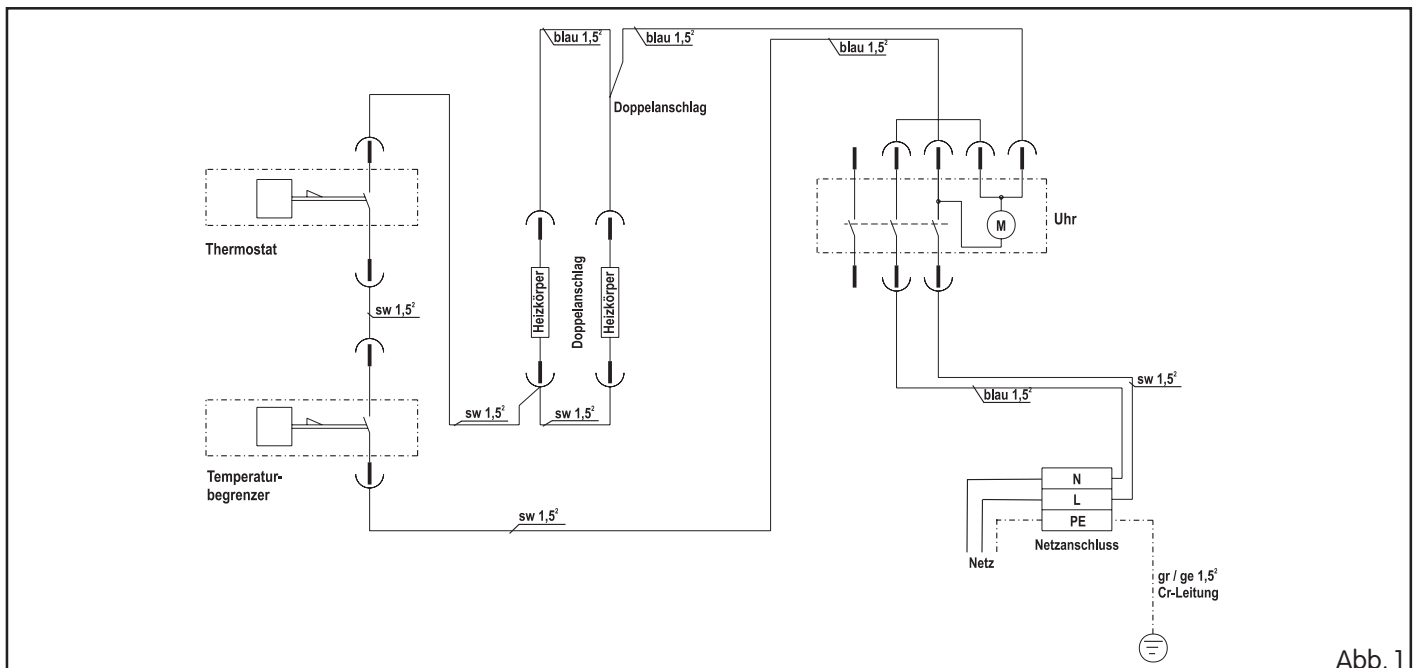 blau 1,5²
blau 1,5²
blau 1,5²
Doppelanschlag
Thermostat
Uhr
M
Heizkörper
Doppelanschlag
Heizkörper
sw 1,5²
sw 1,5²
blau 1,5²
sw 1,5²
sw 1,5²
Temperatur-
begrenzer
sw 1,5²
N
L
PE
Netzanschluss
Netz
gr / ge 1,5²
Cr-Leitung
Abb. 1